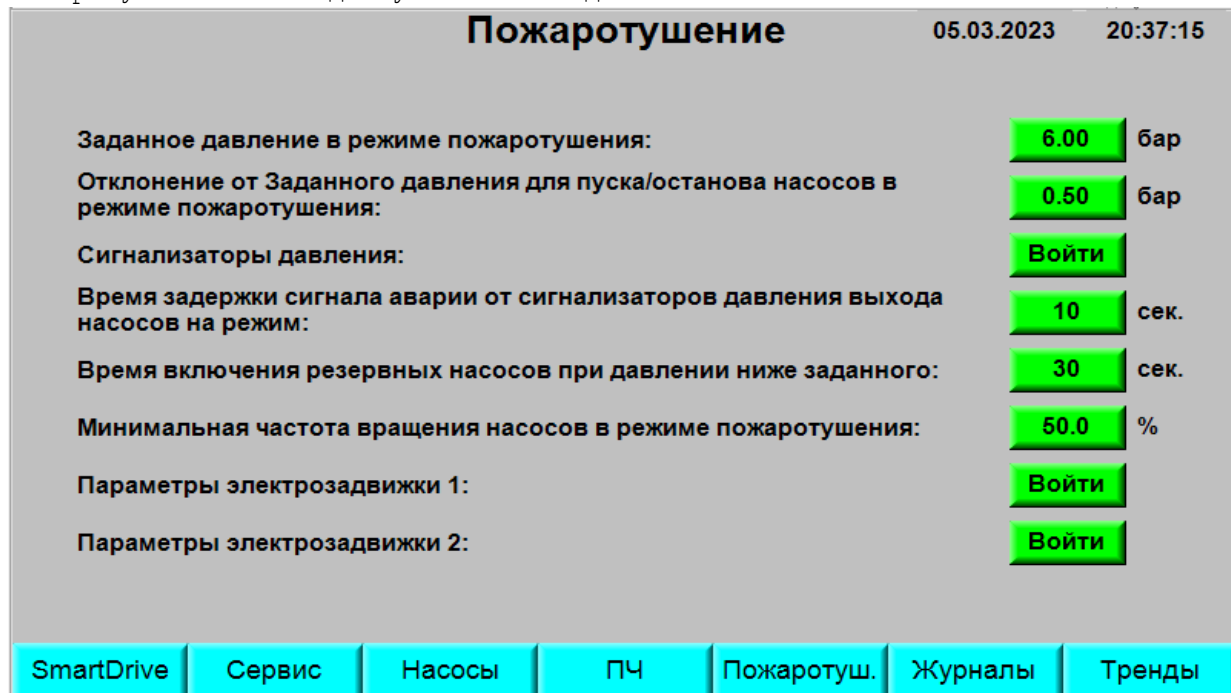 Пожаротушение 05.03.2023 20:37:15
Заданное давление в режиме пожаротушения: 6.00 бар
Отклонение от Заданного давления для пуска/останова насосов в
режиме пожаротушения: 0.50 бар
Сигнализаторы давления: Войти
Время задержки сигнала аварии от сигнализаторов давления выхода
насосов на режим: 10 сек.
Время включения резервных насосов при давлении ниже заданного: 30 сек.
Минимальная частота вращения насосов в режиме пожаротушения: 50.0 %
Параметры электрозадвижки 1: Войти
Параметры электрозадвижки 2: Войти
SmartDrive Сервис Насосы ПЧ Пожаротуш. Журналы Тренды